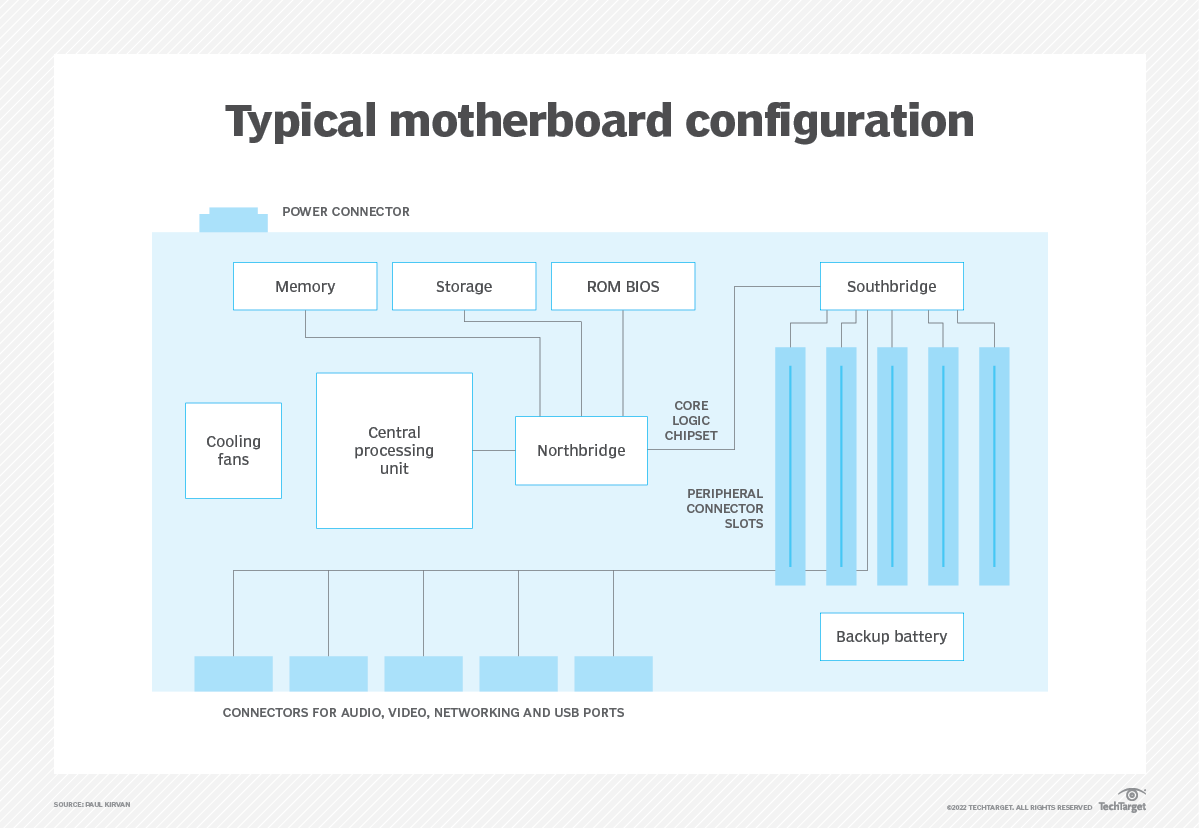 Typical motherboard configuration
POWER CONNECTOR
Memory
Storage
ROM BIOS
Southbridge
CORE
LOGIC
CHIPSET
Cooling
fans
Central
processing
unit
Northbridge
PERIPHERAL
CONNECTOR
SLOTS
Backup battery
CONNECTORS FOR AUDIO, VIDEO, NETWORKING AND USB PORTS
SOURCE: PAUL KIRVAN
©2022 TECHTARGET. ALL RIGHTS RESERVED
TechTarget